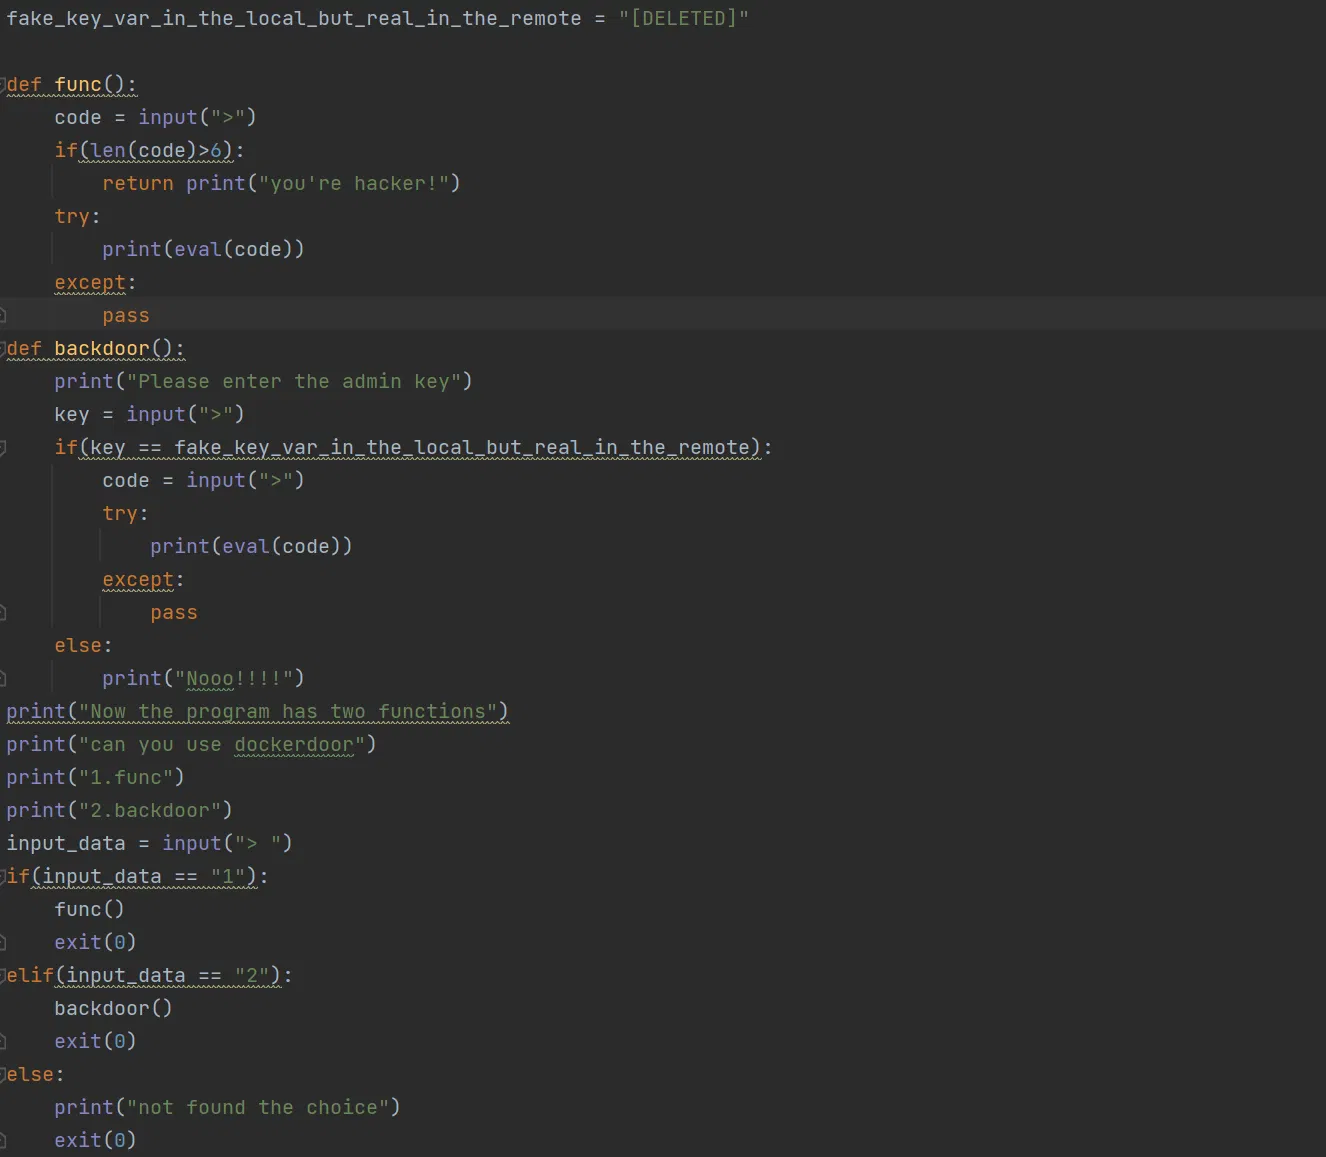 fake_key_var_in_the_local_but_real_in_the_remote = "[DELETED]"
def func():
    code = input(">")
    if(len(code)>6):
        return print("you're hacker!")
    try:
        print(eval(code))
    except:
        pass
def backdoor():
    print("Please enter the admin key")
    key = input(">")
    if(key == fake_key_var_in_the_local_but_real_in_the_remote):
        code = input(">")
        try:
            print(eval(code))
        except:
            pass
    else:
        print("Nooo!!!!")
print("Now the program has two functions")
print("can you use dockerdoor")
print("1.func")
print("2.backdoor")
input_data = input("> ")
if(input_data == "1"):
    func()
    exit(0)
elif(input_data == "2"):
    backdoor()
    exit(0)
else:
    print("not found the choice")
    exit(0)